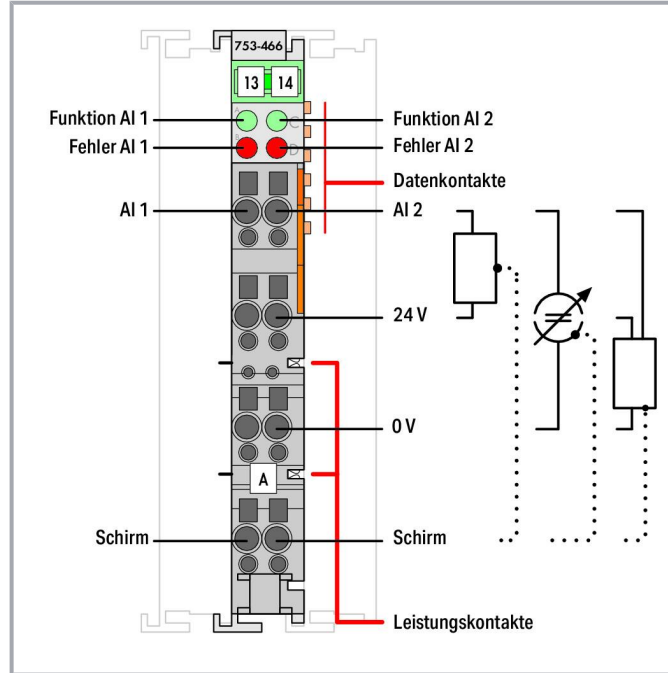 753-466
13 14
Funktion AI 1
Funktion AI 2
C
Fehler AI 1
Fehler AI 2
D
Datenkontakte
AI 1
AI 2
24 V
0 V
A
Schirm
Schirm
Leistungskontakte